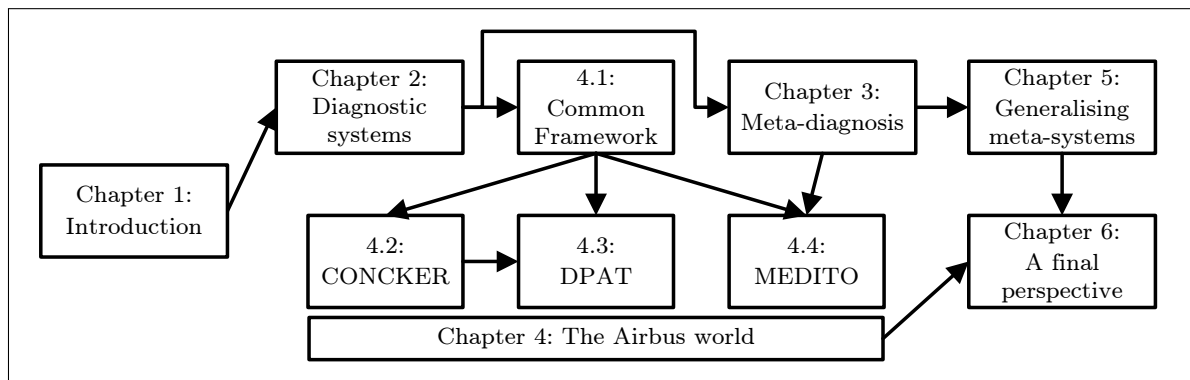 Chapter 2:
Diagnostic
systems
4.1:
Common
Framework
Chapter 3:
Meta-diagnosis
Chapter 5:
Generalising
meta-systems
Chapter 1:
Introduction
4.2:
CONCKER
4.3:
DPAT
4.4:
MEDITO
Chapter 6:
A final
perspective
Chapter 4: The Airbus world